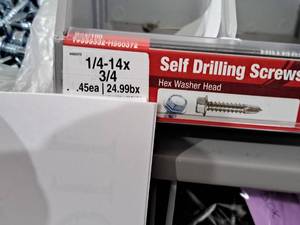 1/4-14x
3/4
.45ea | 24.99bx
Self Drilling Screws
Hex Washer Head